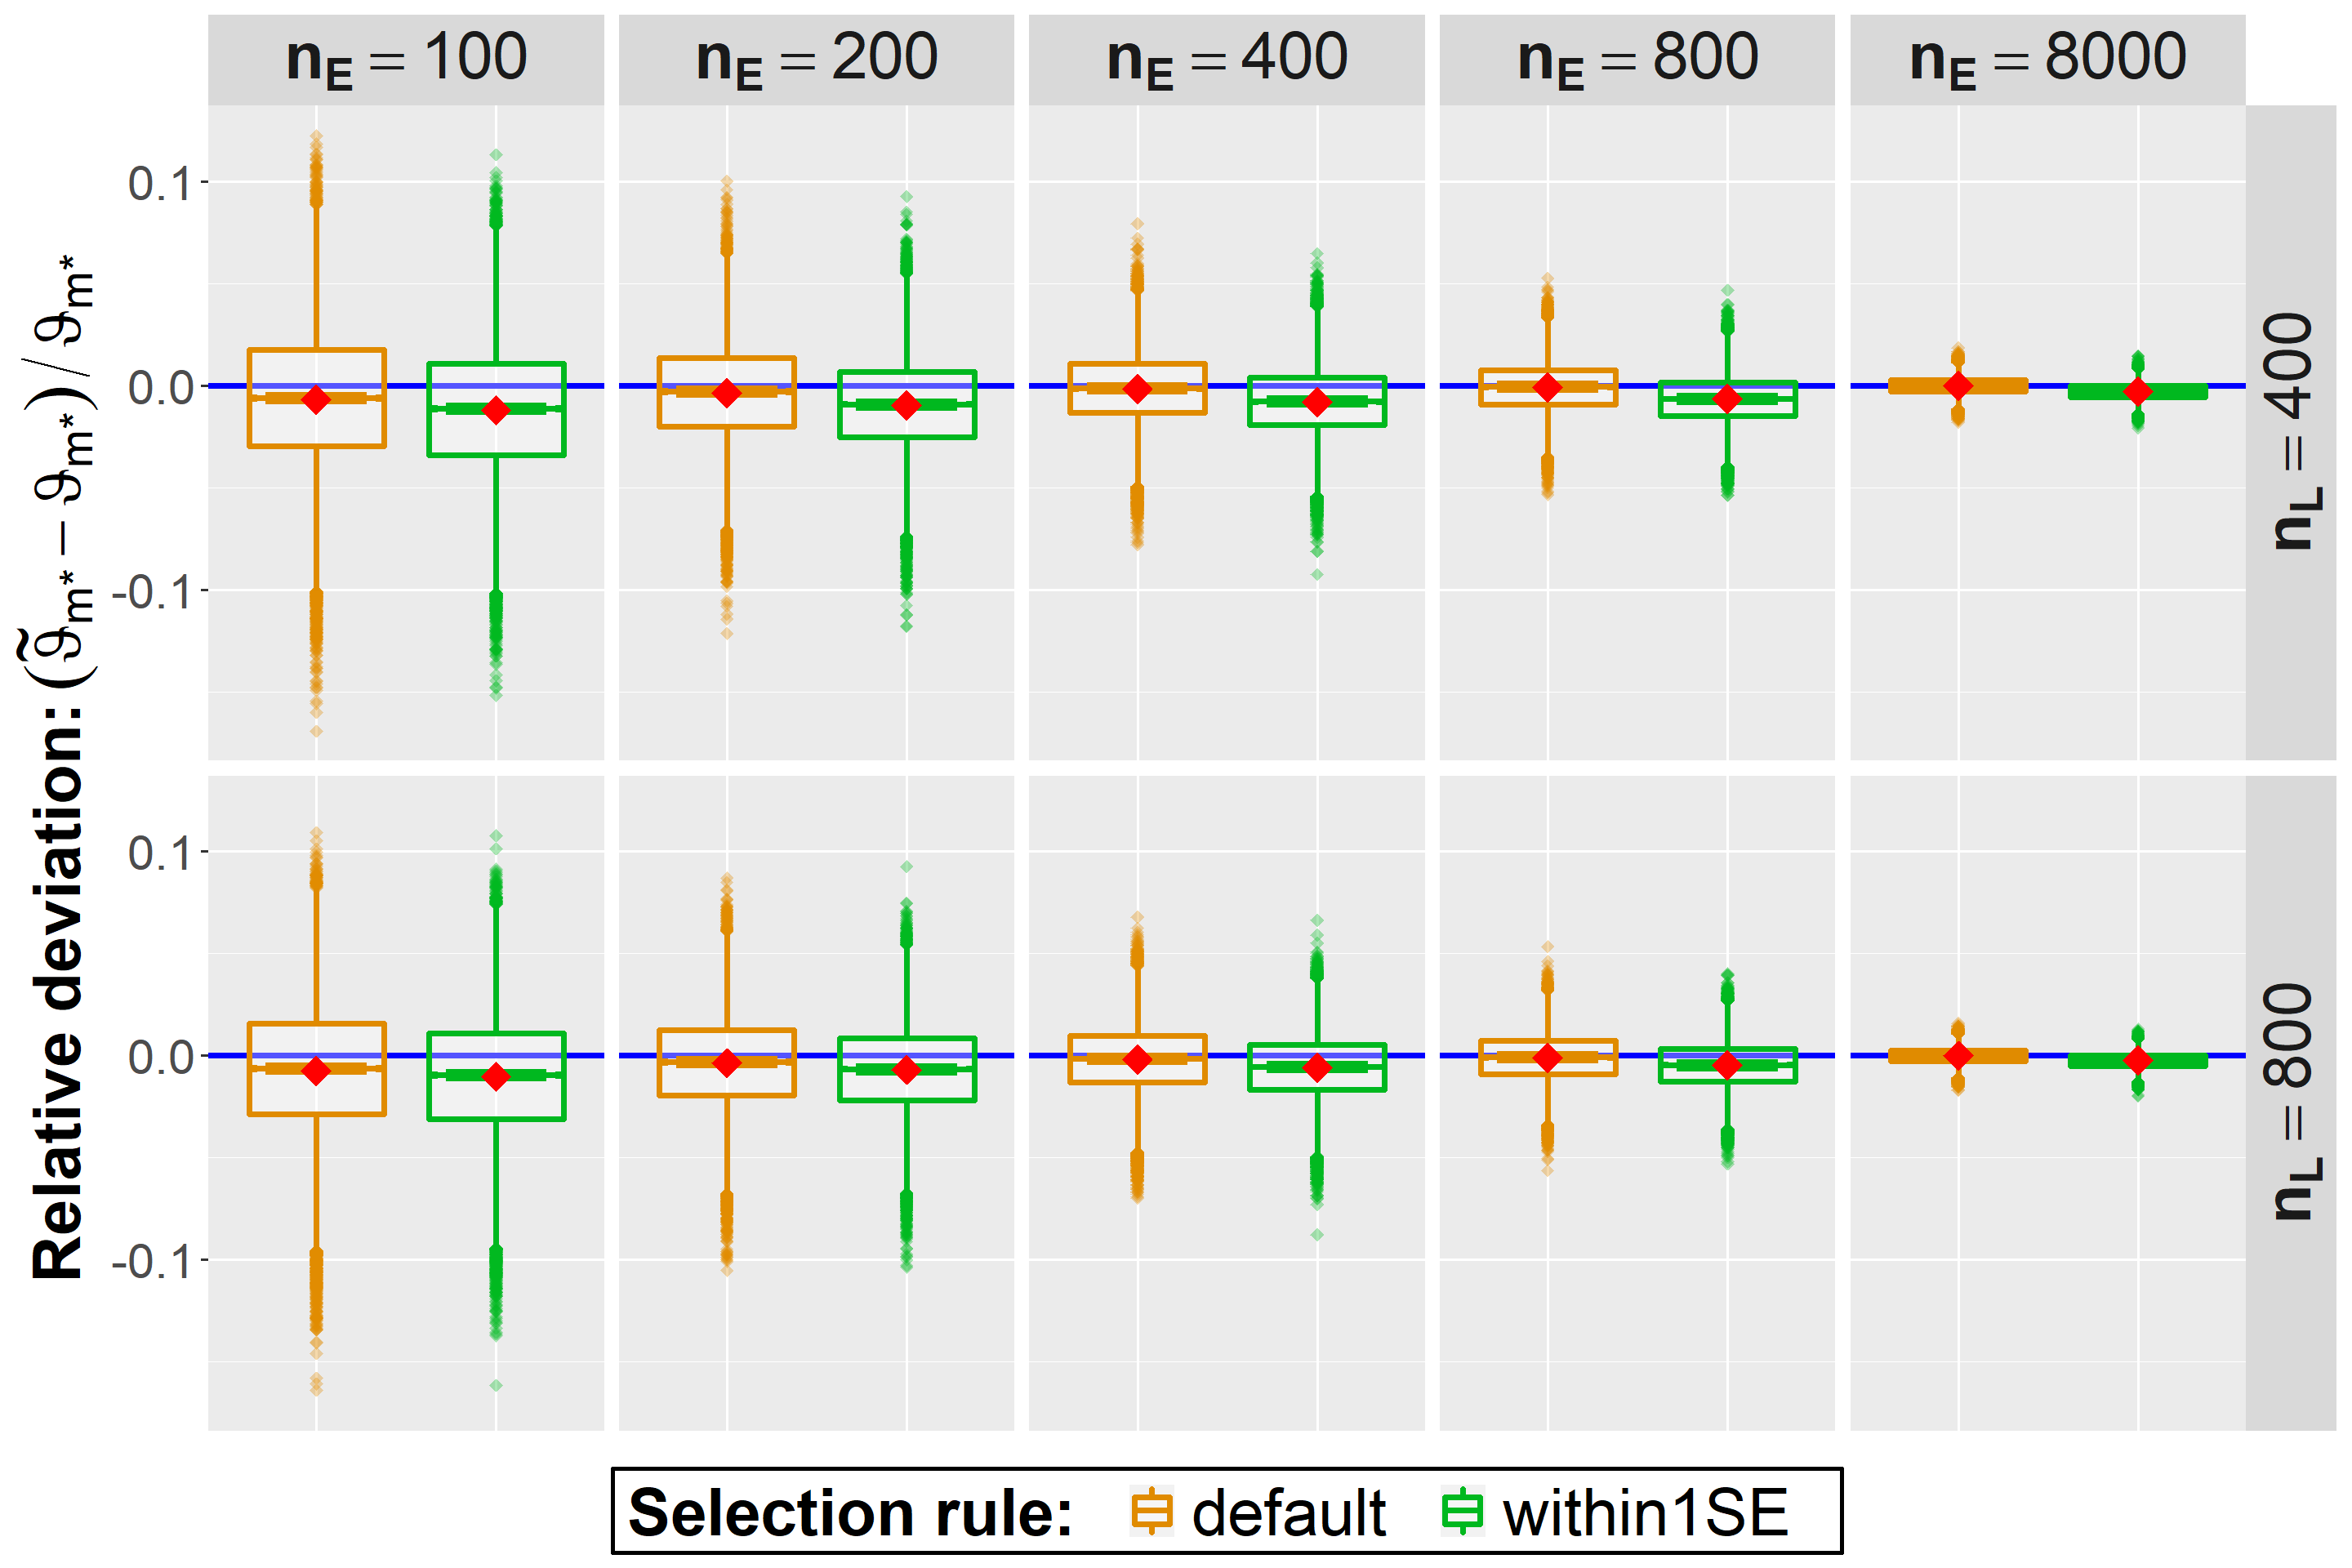 n_E = 100
n_E = 200
n_E = 400
n_E = 800
n_E = 8000
Relative deviation: (ϑ̃_m* − ϑ_m*) / ϑ_m*
0.1
0.0
-0.1
n_L = 400
0.1
0.0
-0.1
n_L = 800
Selection rule: default within1SE